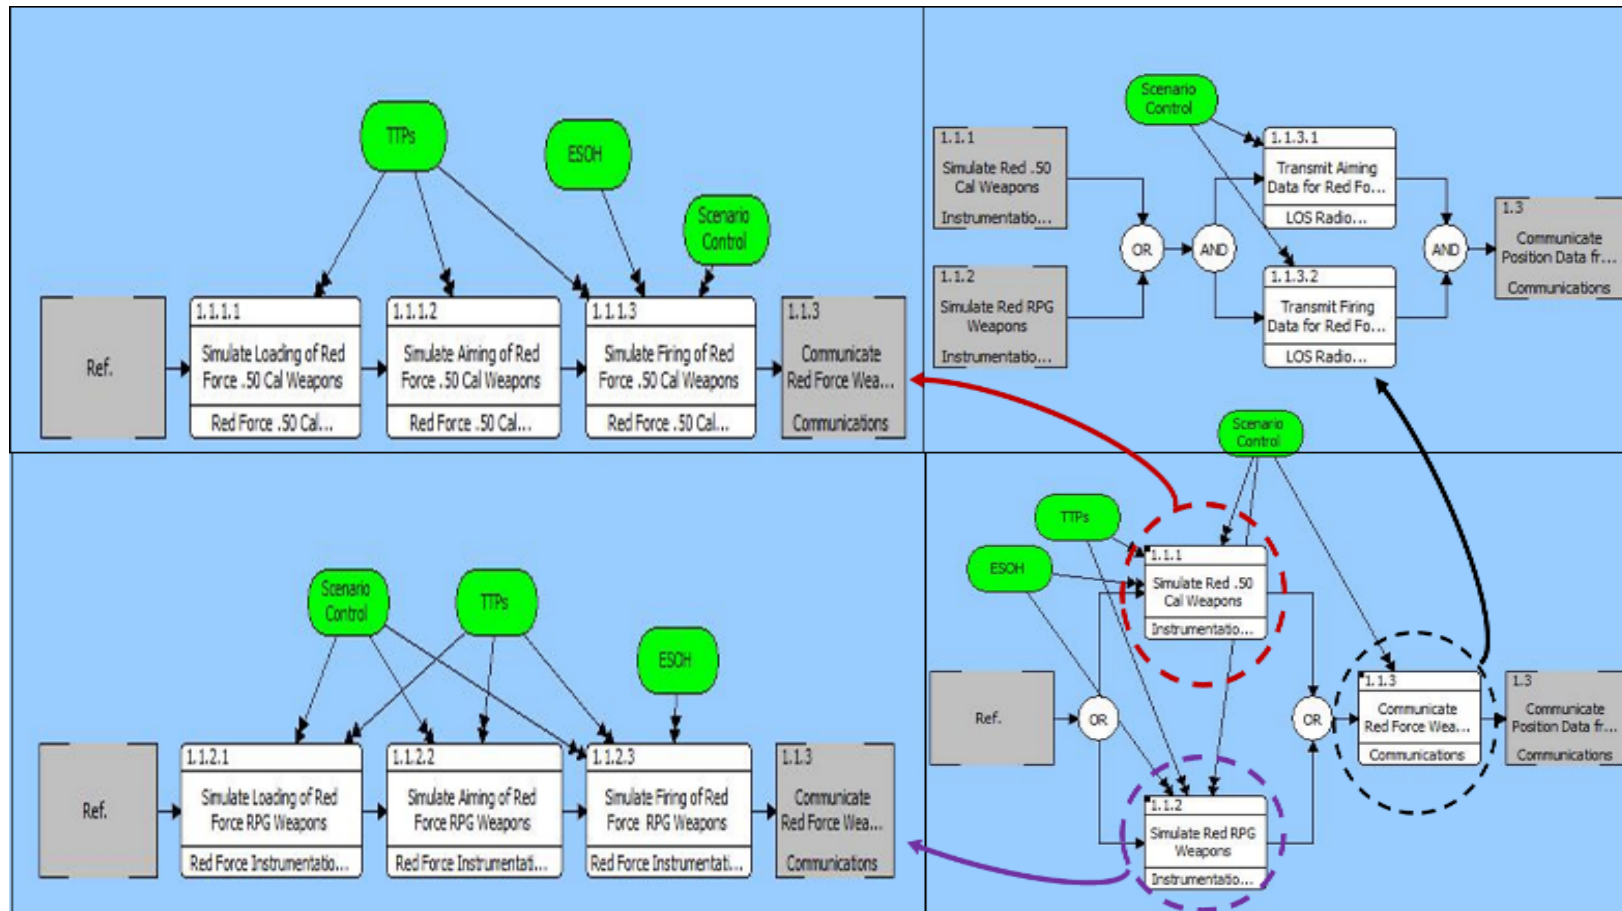 TTPs
ESOH
Scenario
Control
Ref.
1.1.1.1
Simulate Loading of Red
Force .50 Cal Weapons
Red Force .50 Cal...
1.1.1.2
Simulate Aiming of Red
Force .50 Cal Weapons
Red Force .50 Cal...
1.1.1.3
Simulate Firing of Red
Force .50 Cal Weapons
Red Force .50 Cal...
1.1.3
Communicate
Red Force Wea...
Communications
Scenario
Control
1.1.1
Simulate Red .50
Cal Weapons
Instrumentatio...
1.1.2
Simulate Red RPG
Weapons
Instrumentatio...
OR
AND
1.1.3.1
Transmit Aiming
Data for Red Fo...
LOS Radio...
1.1.3.2
Transmit Firing
Data for Red Fo...
LOS Radio...
AND
1.3
Communicate
Position Data fr...
Communications
Scenario
Control
TTPs
ESOH
Ref.
1.1.2.1
Simulate Loading of Red
Force RPG Weapons
Red Force Instrumentatio...
1.1.2.2
Simulate Aiming of Red
Force RPG Weapons
Red Force Instrumentati...
1.1.2.3
Simulate Firing of Red
Force RPG Weapons
Red Force Instrumentatio...
1.1.3
Communicate
Red Force Wea...
Communications
Scenario
Control
TTPs
ESOH
Ref.
OR
1.1.1
Simulate Red .50
Cal Weapons
Instrumentatio...
1.1.2
Simulate Red RPG
Weapons
Instrumentatio...
OR
1.1.3
Communicate
Red Force Wea...
Communications
1.3
Communicate
Position Data fr...
Communications